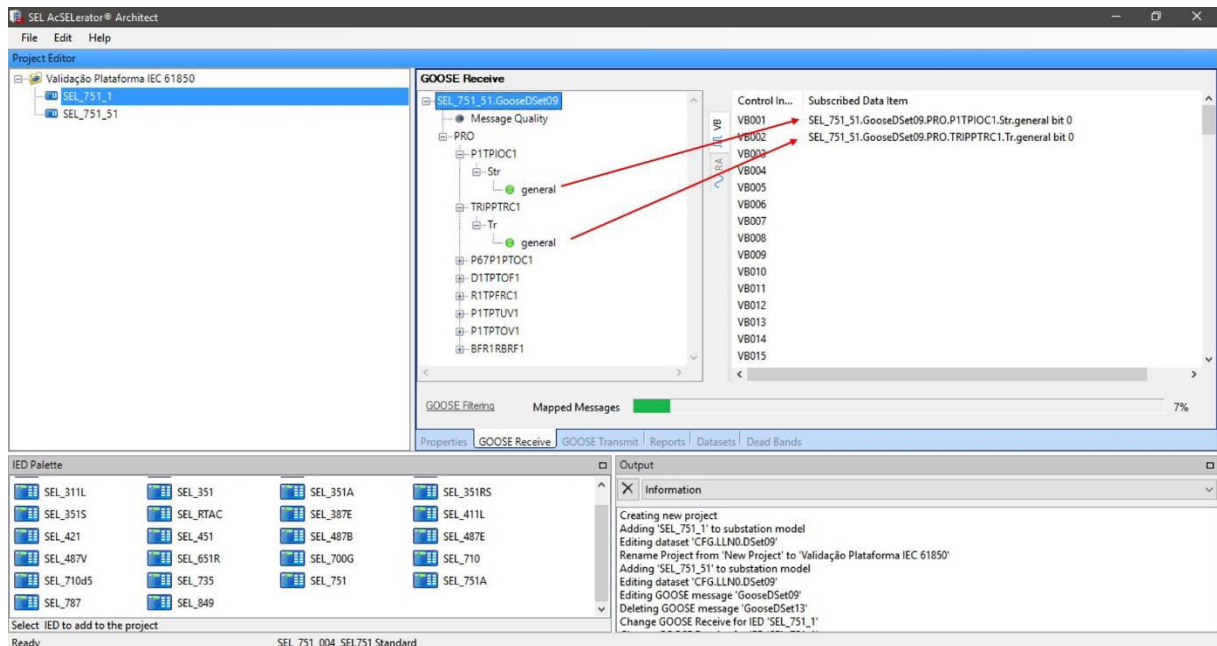 SEL AcSELerator® Architect
File Edit Help
Project Editor
Validação Plataforma IEC 61850
SEL_751_1
SEL_751_51
GOOSE Receive
SEL_751_51.GooseDSet09
Message Quality
PRO
P1TPIOC1
Str
general
TRIPPTRC1
Tr
general
P67P1PTOC1
D1TPTOF1
R1TPFRC1
P1TPTUV1
P1TPTOV1
BFR1RBRF1
VB
RA
Control In... Subscribed Data Item
VB001 SEL_751_51.GooseDSet09.PRO.P1TPIOC1.Str.general bit 0
VB002 SEL_751_51.GooseDSet09.PRO.TRIPPTRC1.Tr.general bit 0
VB003
VB004
VB005
VB006
VB007
VB008
VB009
VB010
VB011
VB012
VB013
VB014
VB015
GOOSE Filtering Mapped Messages 7%
Properties GOOSE Receive GOOSE Transmit Reports Datasets Dead Bands
IED Palette
SEL_311L SEL_351 SEL_351A SEL_351RS
SEL_351S SEL_RTAC SEL_387E SEL_411L
SEL_421 SEL_451 SEL_487B SEL_487E
SEL_487V SEL_651R SEL_700G SEL_710
SEL_710d5 SEL_735 SEL_751 SEL_751A
SEL_787 SEL_849
Select IED to add to the project
Output
Information
Creating new project
Adding 'SEL_751_1' to substation model
Editing dataset 'CFG.LLN0.DSet09'
Rename Project from 'New Project' to 'Validação Plataforma IEC 61850'
Adding 'SEL_751_51' to substation model
Editing dataset 'CFG.LLN0.DSet09'
Editing GOOSE message 'GooseDSet09'
Deleting GOOSE message 'GooseDSet13'
Change GOOSE Receive for IED 'SEL_751_1'
Ready SEL_751_004 SEL751 Standard